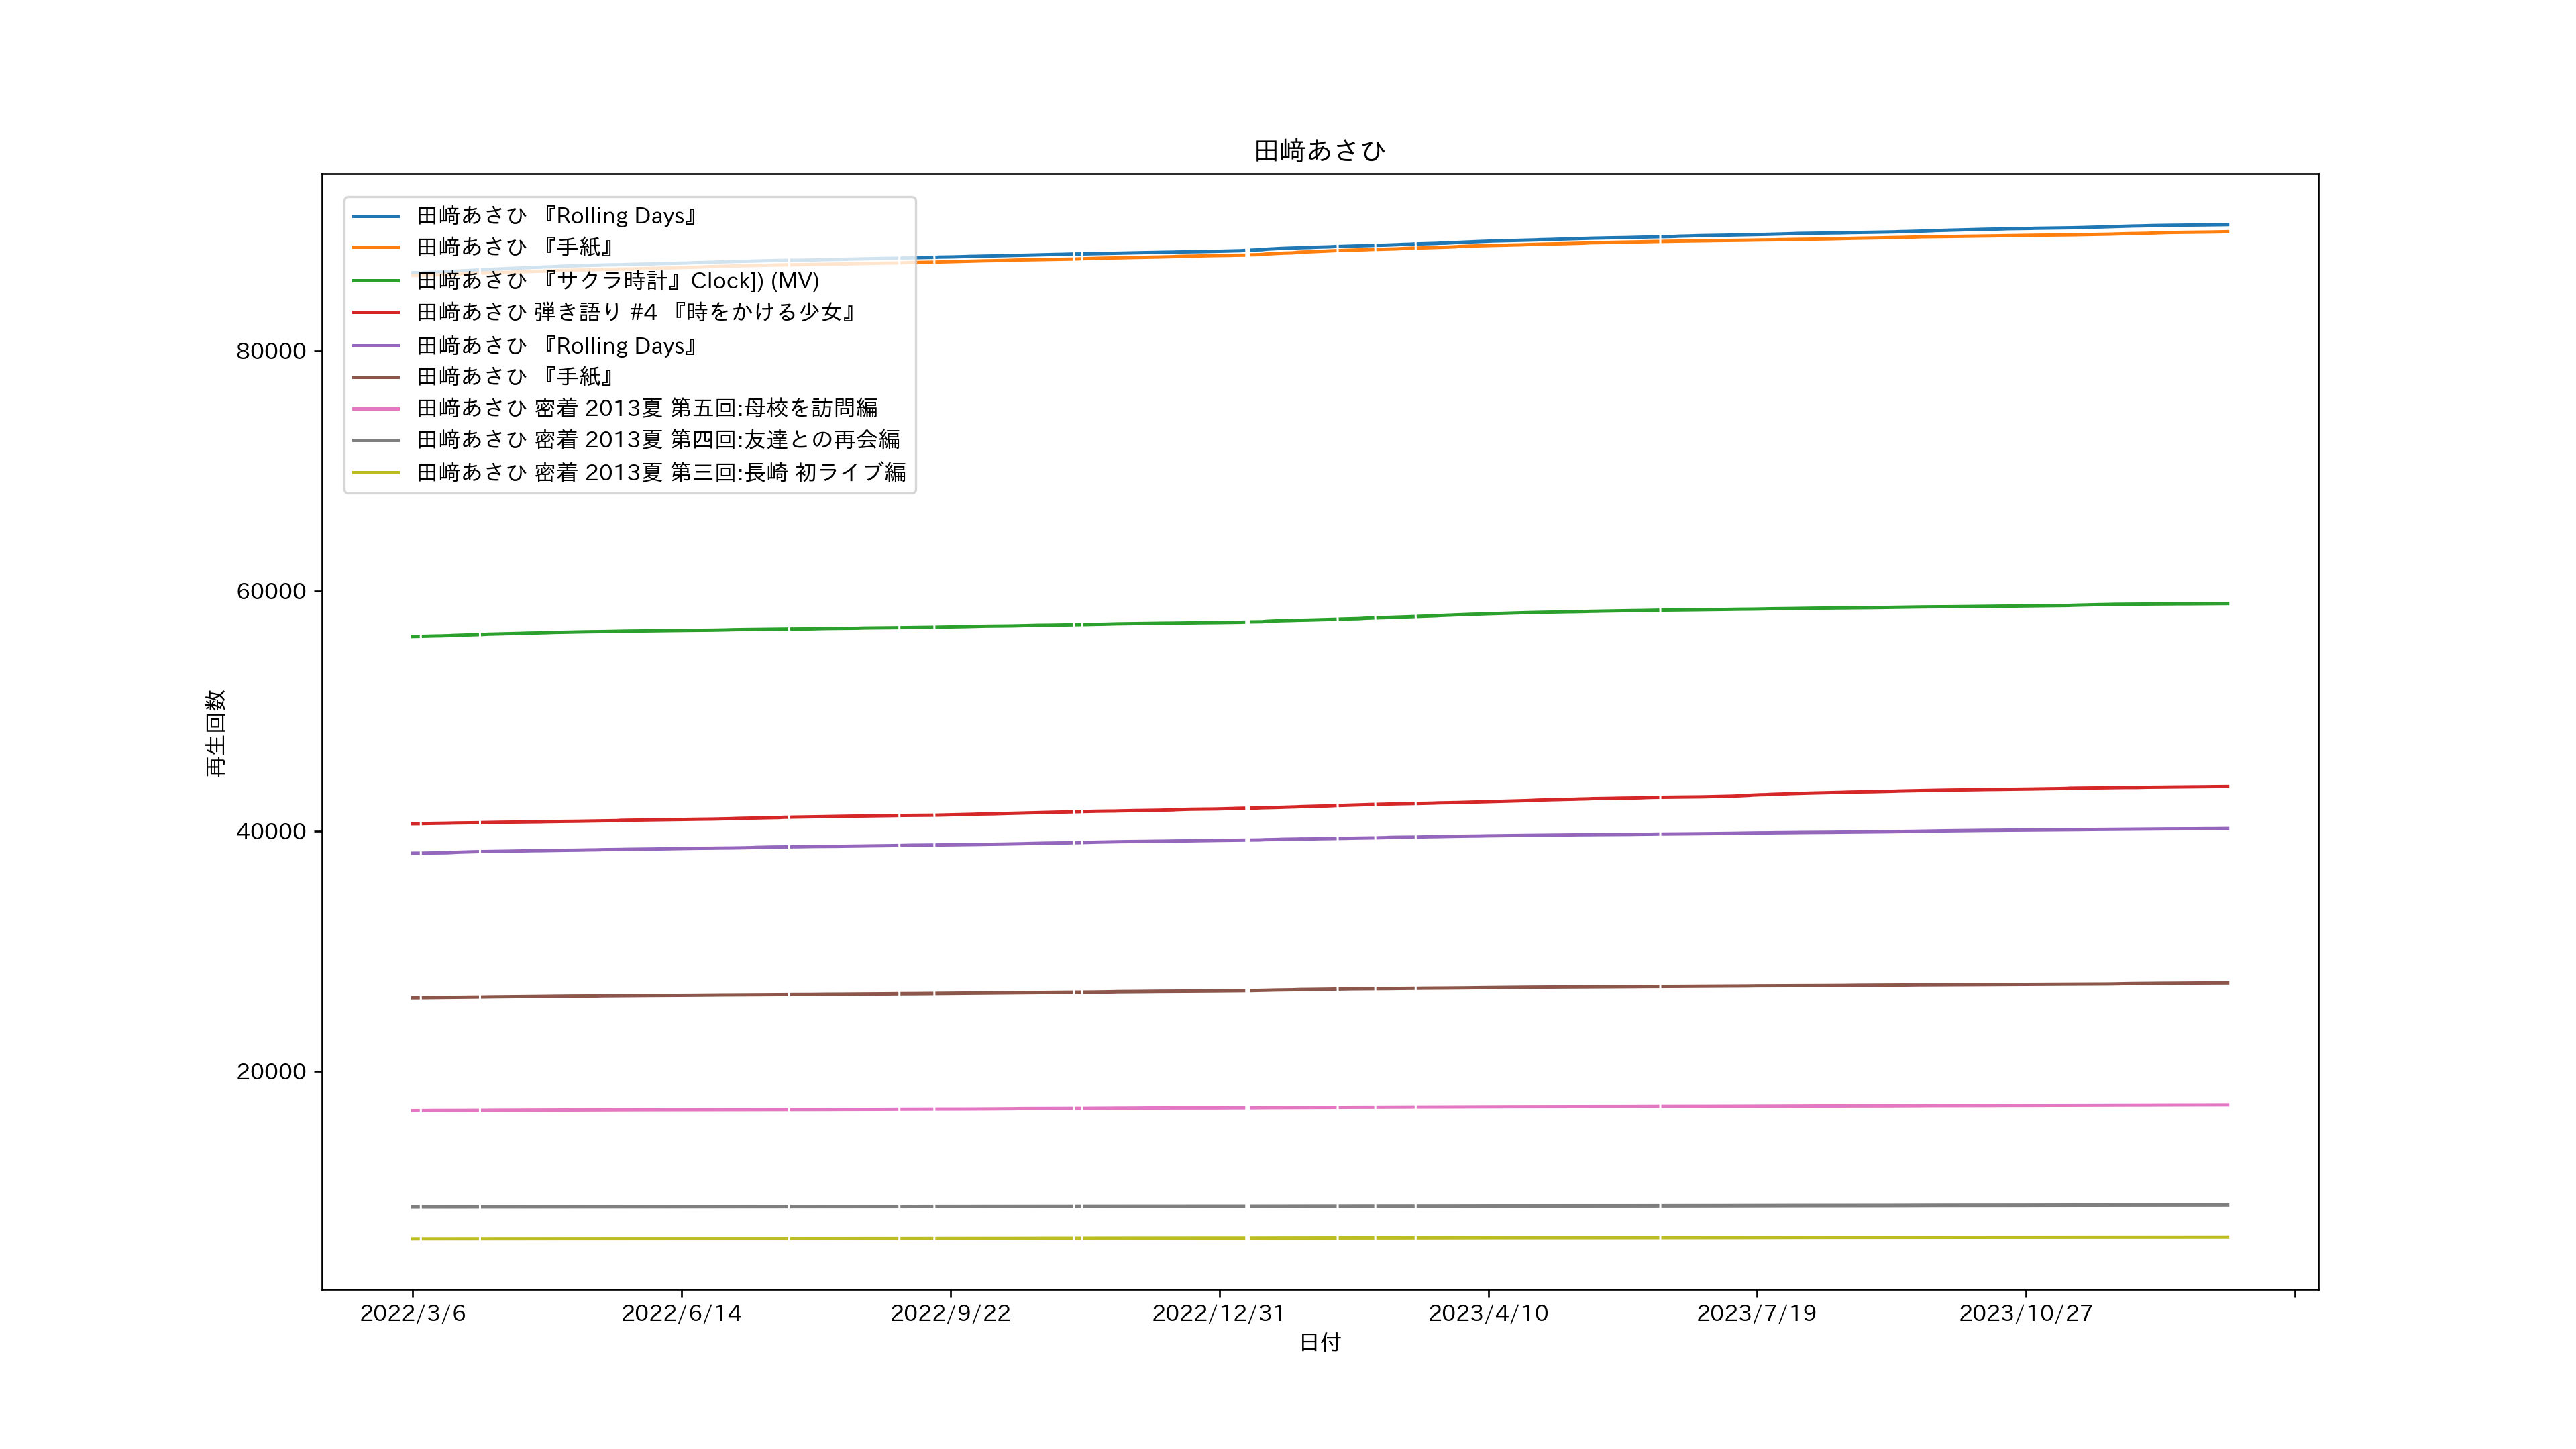 田﨑あさひ
田﨑あさひ 『Rolling Days』
田﨑あさひ 『手紙』
田﨑あさひ 『サクラ時計』Clock]) (MV)
田﨑あさひ 弾き語り #4 『時をかける少女』
田﨑あさひ 『Rolling Days』
田﨑あさひ 『手紙』
田﨑あさひ 密着 2013夏 第五回:母校を訪問編
田﨑あさひ 密着 2013夏 第四回:友達との再会編
田﨑あさひ 密着 2013夏 第三回:長崎 初ライブ編
80000
60000
40000
20000
再生回数
2022/3/6
2022/6/14
2022/9/22
2022/12/31
2023/4/10
2023/7/19
2023/10/27
日付